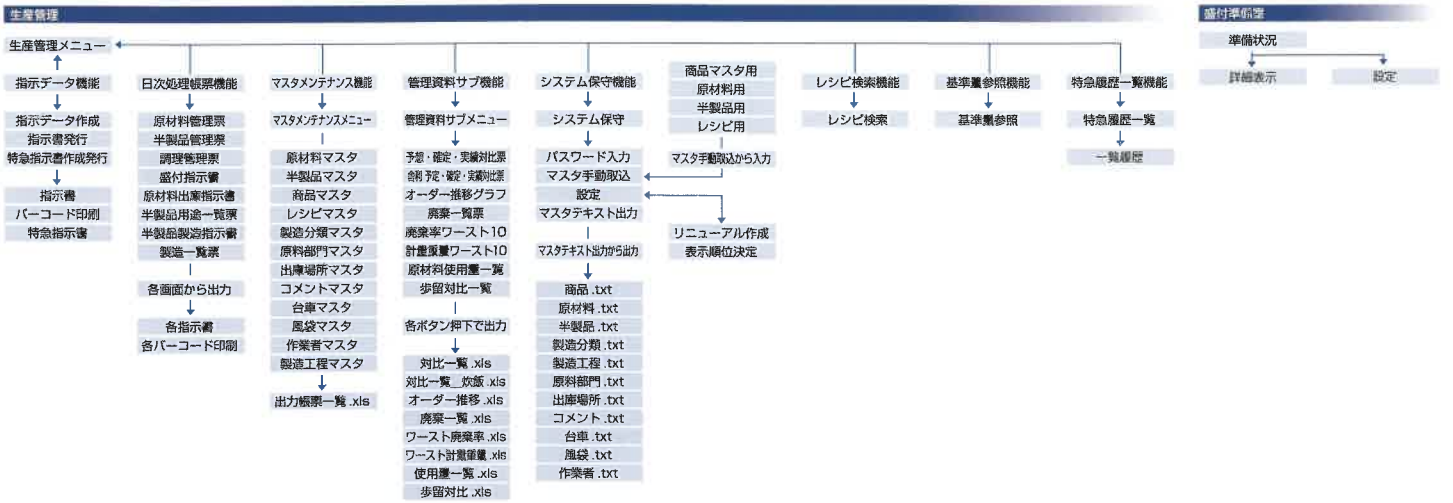 生産管理
生産管理メニュー
指示データ機能
指示データ作成
指示書発行
特急指示書作成発行
指示書
バーコード印刷
特急指示書
日次処理帳票機能
原材料管理票
半製品管理票
調理管理票
盛付指示書
原材料出庫指示書
半製品用途一覧票
半製品製造指示書
製造一覧票
各画面から出力
各指示書
各バーコード印刷
マスタメンテナンス機能
マスタメンテナンスメニュー
原材料マスタ
半製品マスタ
商品マスタ
レシピマスタ
製造分類マスタ
原料部門マスタ
出庫場所マスタ
コメントマスタ
台車マスタ
風袋マスタ
作業者マスタ
製造工程マスタ
出力帳票一覧.xls
管理資料サブ機能
管理資料サブメニュー
予想・確定・実績対比票
合計 予定・確定・実績対比票
オーダー推移グラフ
廃棄一覧票
廃棄率ワースト10
計量重量ワースト10
原材料使用量一覧
歩留対比一覧
各ボタン押下で出力
対比一覧.xls
対比一覧__炊飯.xls
オーダー推移.xls
廃棄一覧.xls
ワースト廃棄率.xls
ワースト計量重量.xls
使用量一覧.xls
歩留対比.xls
システム保守機能
システム保守
パスワード入力
マスタ手動取込
設定
マスタテキスト出力
マスタテキスト出力から出力
商品.txt
原材料.txt
半製品.txt
製造分類.txt
製造工程.txt
原料部門.txt
出庫場所.txt
コメント.txt
台車.txt
風袋.txt
作業者.txt
商品マスタ用
原材料用
半製品用
レシピ用
マスタ手動取込から入力
リニューアル作成
表示順位決定
レシピ検索機能
レシピ検索
基準量参照機能
基準量参照
特急履歴一覧機能
特急履歴一覧
一覧履歴
盛付準備室
準備状況
詳細表示
設定